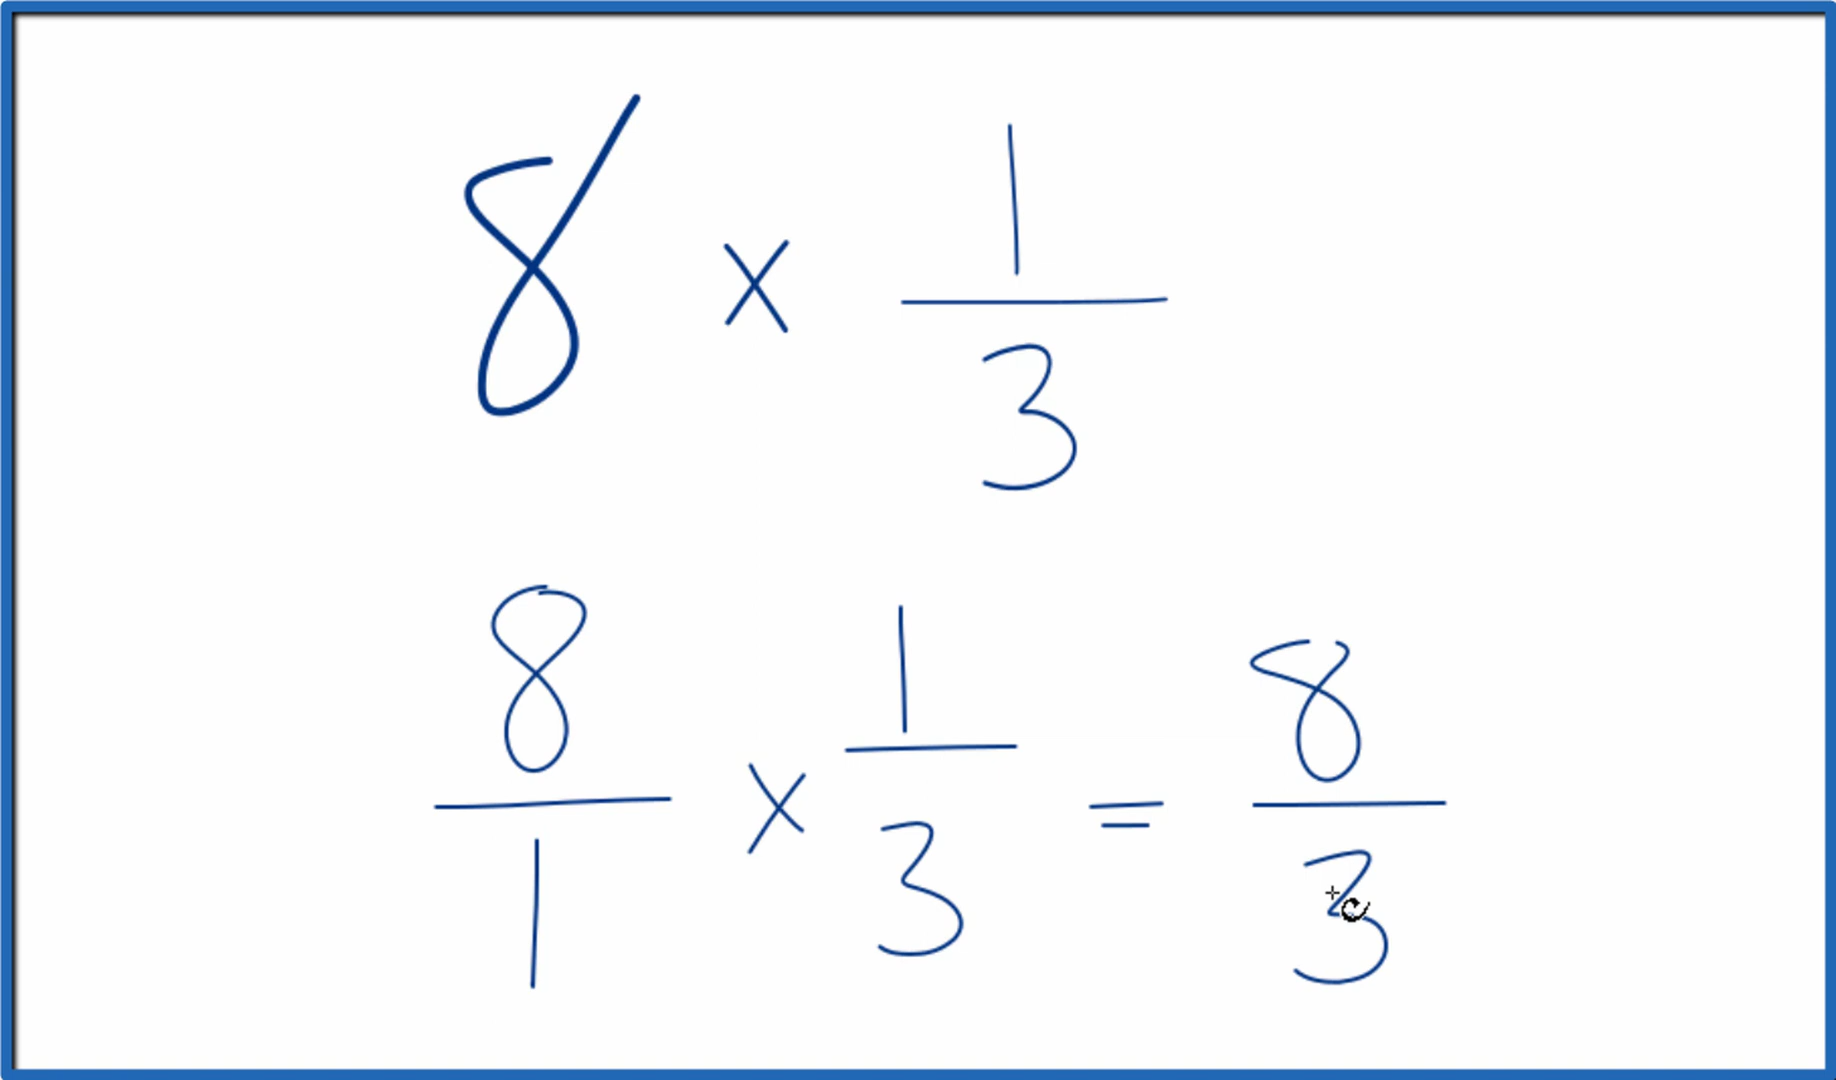 8 x 1/3
8/1 x 1/3 = 8/3